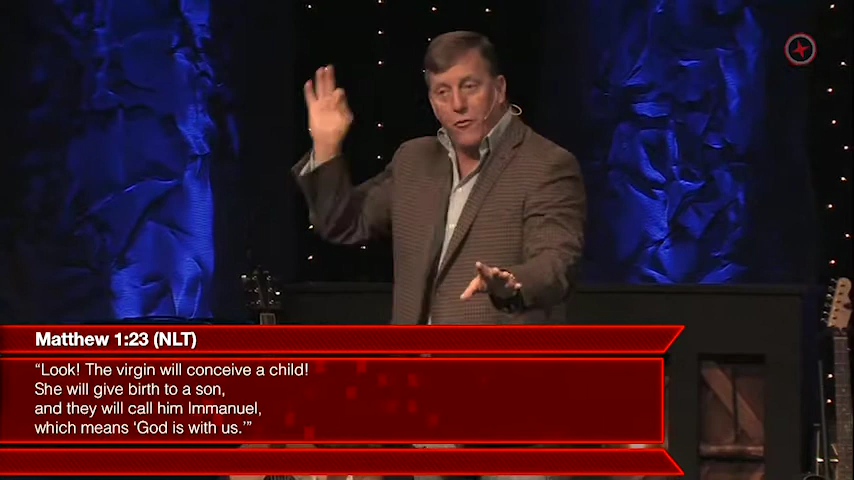 Matthew 1:23 (NLT)
“Look! The virgin will conceive a child!
She will give birth to a son,
and they will call him Immanuel,
which means 'God is with us.’”